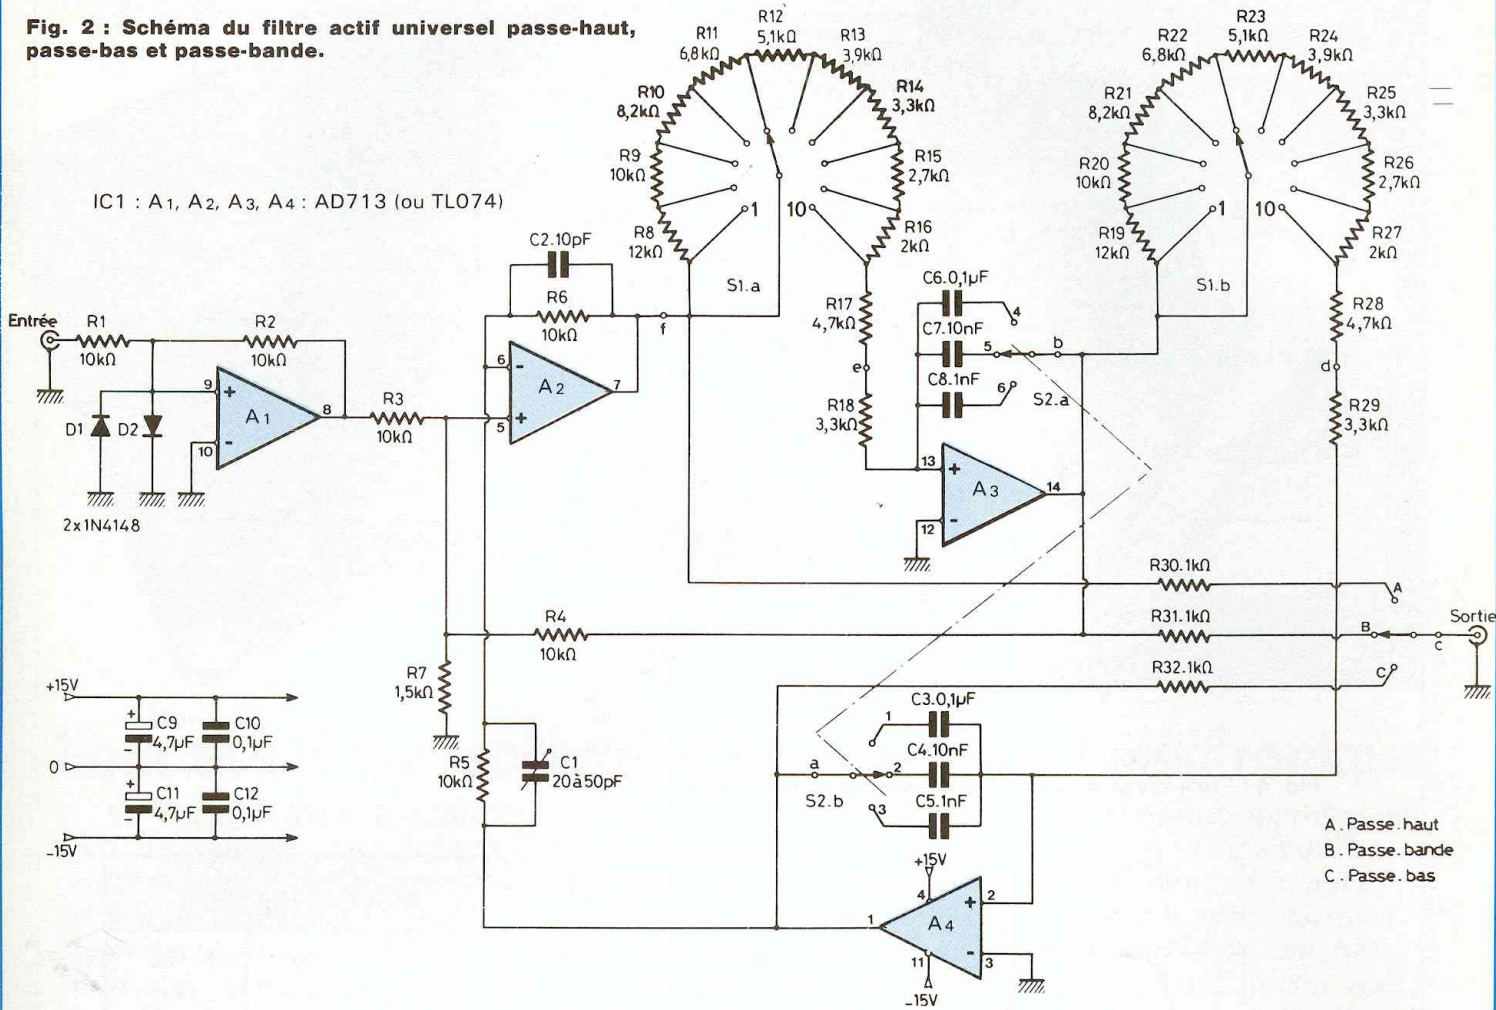 Fig. 2 : Schéma du filtre actif universel passe-haut,
passe-bas et passe-bande.
IC1 : A1, A2, A3, A4 : AD713 (ou TL074)
R12
5,1kΩ
R11
6,8kΩ
R13
3,9kΩ
R10
8,2kΩ
R14
3,3kΩ
R9
10kΩ
R15
2,7kΩ
R8
12kΩ
R16
2kΩ
1
10
S1.a
R23
5,1kΩ
R22
6.8kΩ
R24
3,9kΩ
R21
8,2kΩ
R25
3,3kΩ
R20
10kΩ
R26
2,7kΩ
R19
12kΩ
R27
2kΩ
1
10
S1.b
Entrée
R1
10kΩ
R2
10kΩ
D1
D2
2x1N4148
9
+
A1
8
10
-
R3
10kΩ
C2.10pF
R6
10kΩ
6
-
A2
7
5
+
f
R17
4,7kΩ
e
R18
3,3kΩ
C6.0,1µF
4
C7.10nF
5
b
C8.1nF
6
S2.a
13
+
A3
14
12
-
R28
4,7kΩ
d
R29
3,3kΩ
R30.1kΩ
A
R31.1kΩ
B
C
Sortie
R32.1kΩ
C
R4
10kΩ
R7
1,5kΩ
R5
10kΩ
C1
20à50pF
C3.0,1µF
1
C4.10nF
a
2
S2.b
C5.1nF
3
+15V
4
+
2
1
A4
11
-
3
-15V
+15V
+
C9
4,7µF
-
C10
0,1µF
0
+
C11
4,7µF
-
C12
0,1µF
-15V
A. Passe.haut
B. Passe.bande
C. Passe.bas